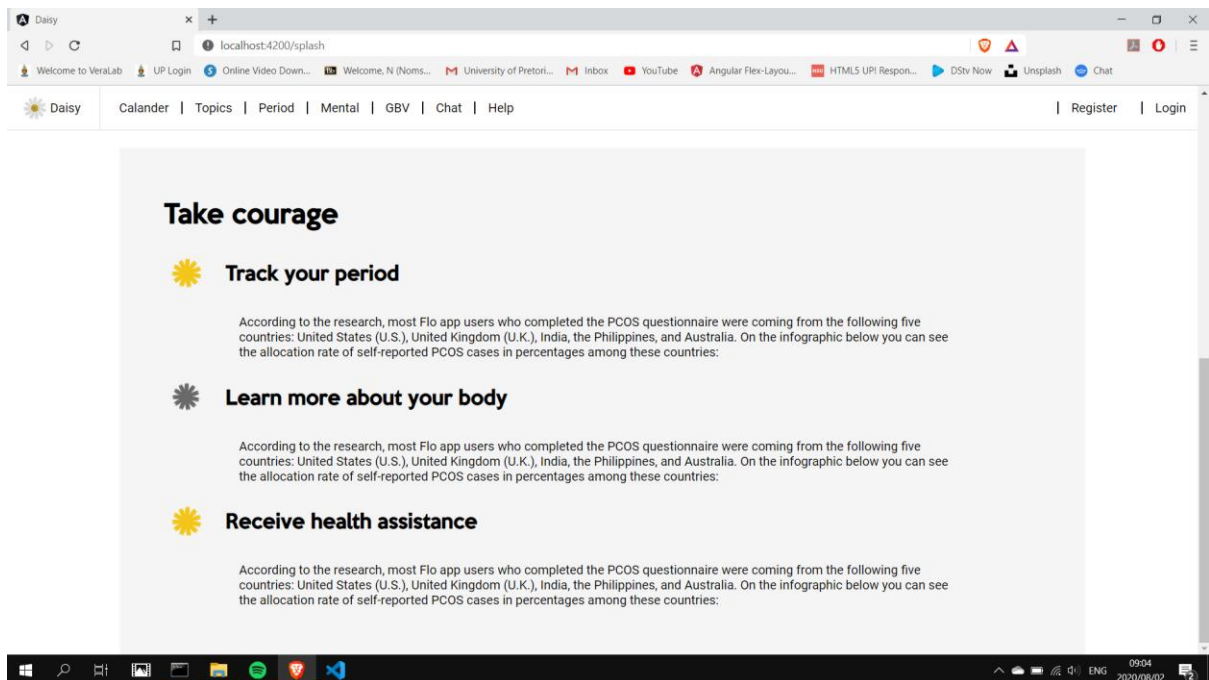 Daisy
localhost:4200/splash
Welcome to VeraLab UP Login Online Video Down... Welcome, N (Noms... University of Pretori... Inbox YouTube Angular Flex-Layou... HTML5 UP! Respon... DStv Now Unsplash Chat
Daisy Calander | Topics | Period | Mental | GBV | Chat | Help | Register | Login
Take courage
Track your period
According to the research, most Flo app users who completed the PCOS questionnaire were coming from the following five
countries: United States (U.S.), United Kingdom (U.K.), India, the Philippines, and Australia. On the infographic below you can see
the allocation rate of self-reported PCOS cases in percentages among these countries:
Learn more about your body
According to the research, most Flo app users who completed the PCOS questionnaire were coming from the following five
countries: United States (U.S.), United Kingdom (U.K.), India, the Philippines, and Australia. On the infographic below you can see
the allocation rate of self-reported PCOS cases in percentages among these countries:
Receive health assistance
According to the research, most Flo app users who completed the PCOS questionnaire were coming from the following five
countries: United States (U.S.), United Kingdom (U.K.), India, the Philippines, and Australia. On the infographic below you can see
the allocation rate of self-reported PCOS cases in percentages among these countries:
ENG 09:04
2020/08/02